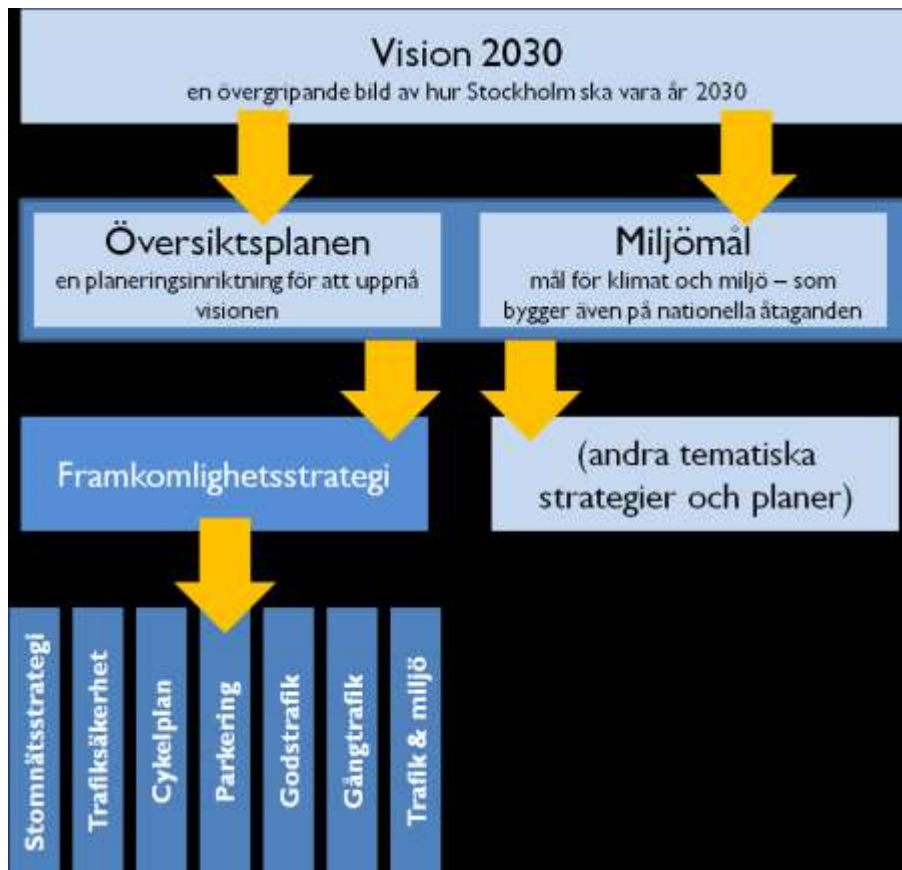 Vision 2030
en övergripande bild av hur Stockholm ska vara år 2030
Översiktsplanen
en planeringsinriktning för att uppnå
visionen
Miljömål
mål för klimat och miljö – som
bygger även på nationella åtaganden
Framkomlighetsstrategi
(andra tematiska
strategier och planer)
Stomnätsstrategi
Trafiksäkerhet
Cykelplan
Parkering
Godstrafik
Gångtrafik
Trafik & miljö